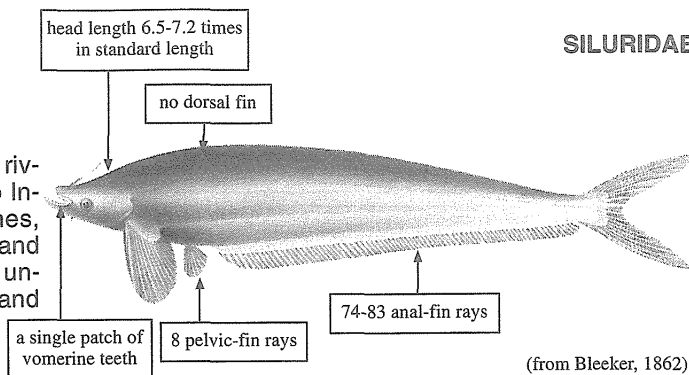 head length 6.5-7.2 times
in standard length
SILURIDAE
no dorsal fin
riv-
In-
and
un-
and
a single patch of
vomerine teeth
8 pelvic-fin rays
74-83 anal-fin rays
(from Bleeker, 1862)